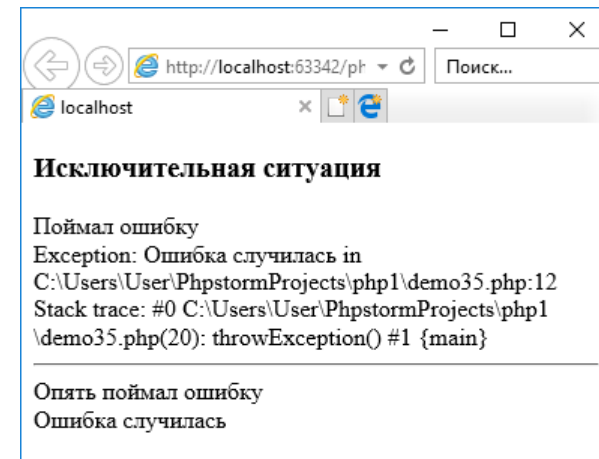 http://localhost:63342/ph
Поиск...
localhost
Исключительная ситуация
Поймал ошибку
Exception: Ошибка случилась in
C:\Users\User\PhpstormProjects\php1\demo35.php:12
Stack trace: #0 C:\Users\User\PhpstormProjects\php1
\demo35.php(20): throwException() #1 {main}
Опять поймал ошибку
Ошибка случилась